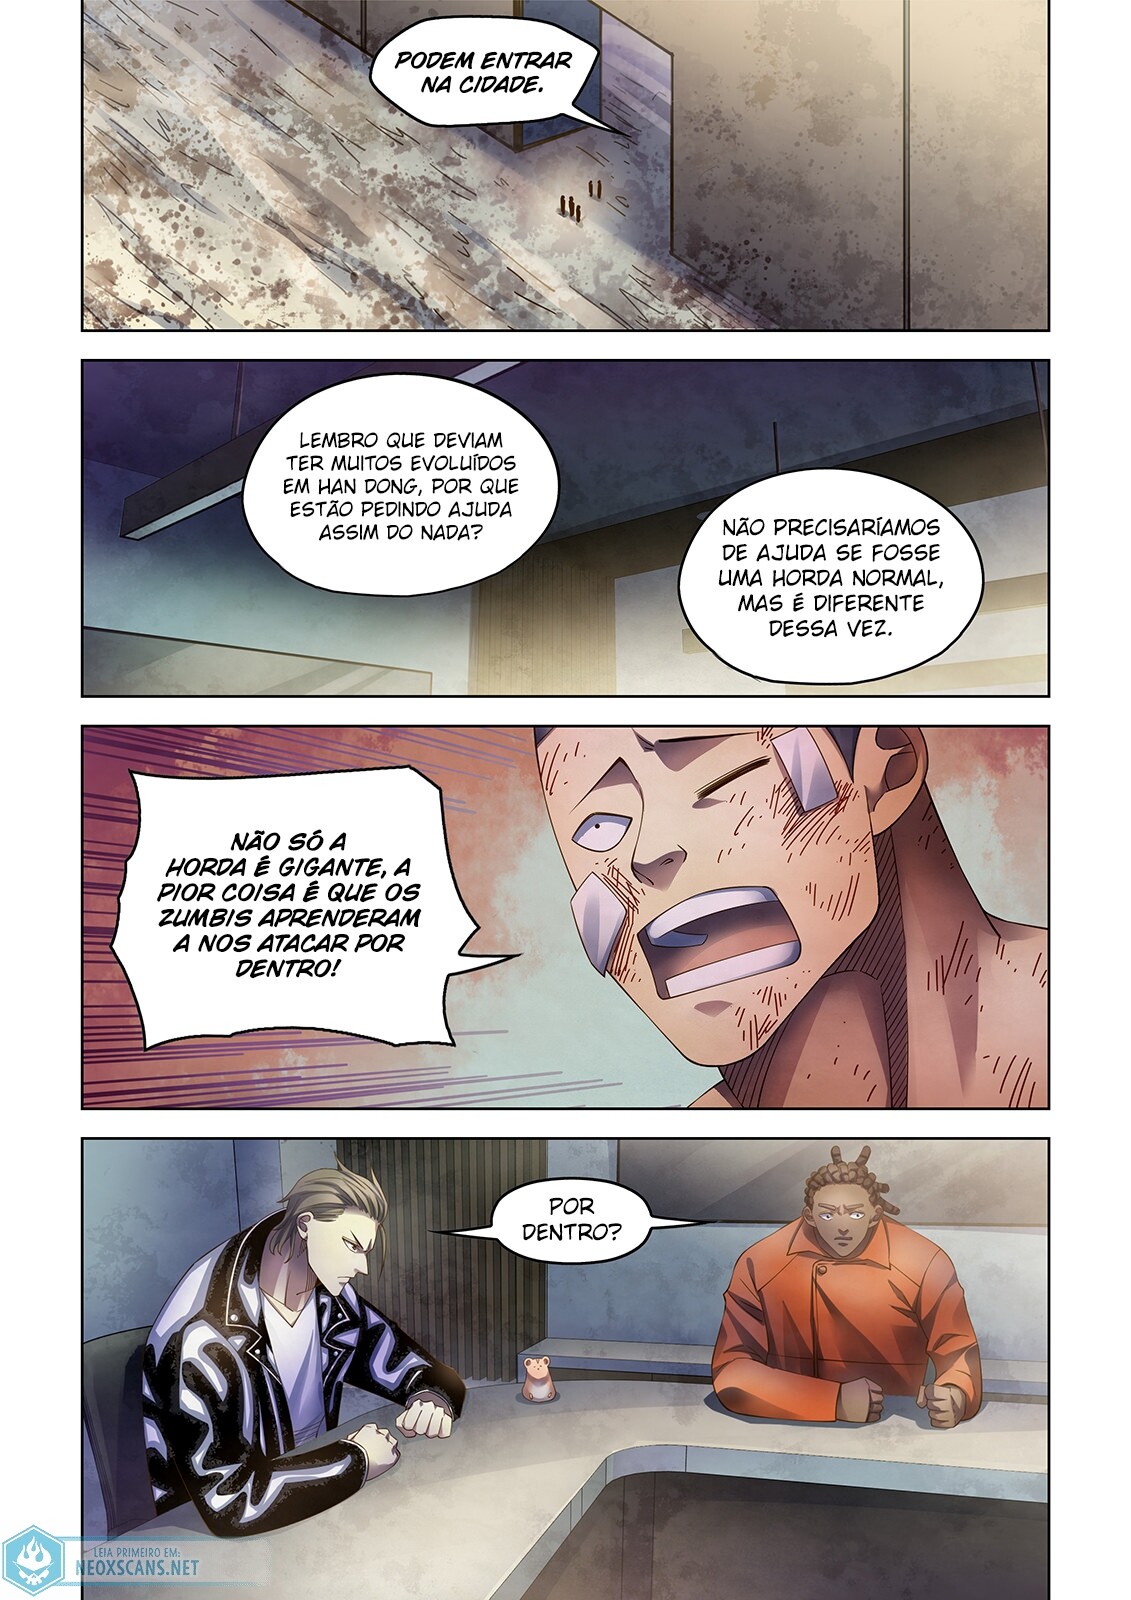 PODEM ENTRAR
NA CIDADE.
LEMBRO QUE DEVIAM
TER MUITOS EVOLUÍDOS
EM HAN DONG, POR QUE
ESTÃO PEDINDO AJUDA
ASSIM DO NADA?
NÃO PRECISARÍAMOS
DE AJUDA SE FOSSE
UMA HORDA NORMAL,
MAS É DIFERENTE
DESSA VEZ.
NÃO SÓ A
HORDA É GIGANTE, A
PIOR COISA É QUE OS
ZUMBIS APRENDERAM
A NOS ATACAR POR
DENTRO!
POR
DENTRO?
LEIA PRIMEIRO EM:
NEOXSCANS.NET